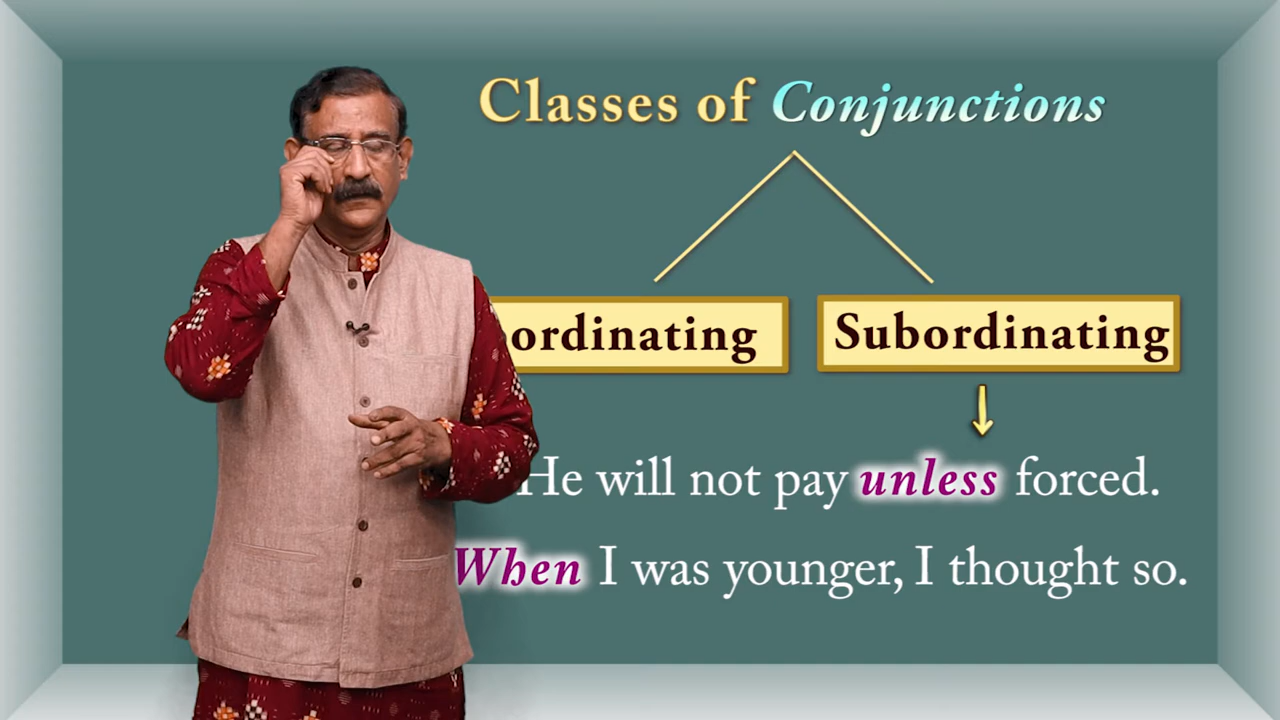 Classes of Conjunctions
ordinating Subordinating
He will not pay unless forced.
When I was younger, I thought so.